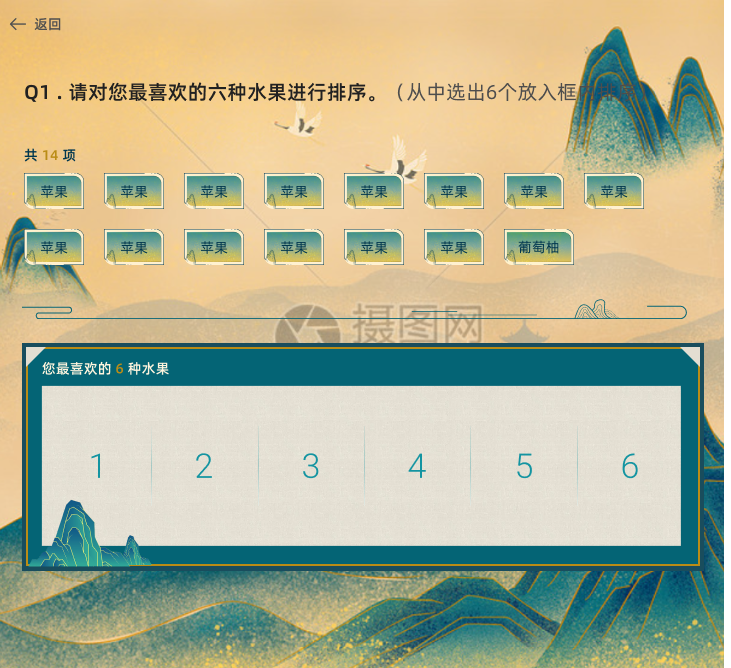 返回
Q1 . 请对您最喜欢的六种水果进行排序。（从中选出6个放入框
共 14 项
苹果 苹果 苹果 苹果 苹果 苹果 苹果 苹果
苹果 苹果 苹果 苹果 苹果 苹果 葡萄柚
摄图网
您最喜欢的 6 种水果
1 2 3 4 5 6